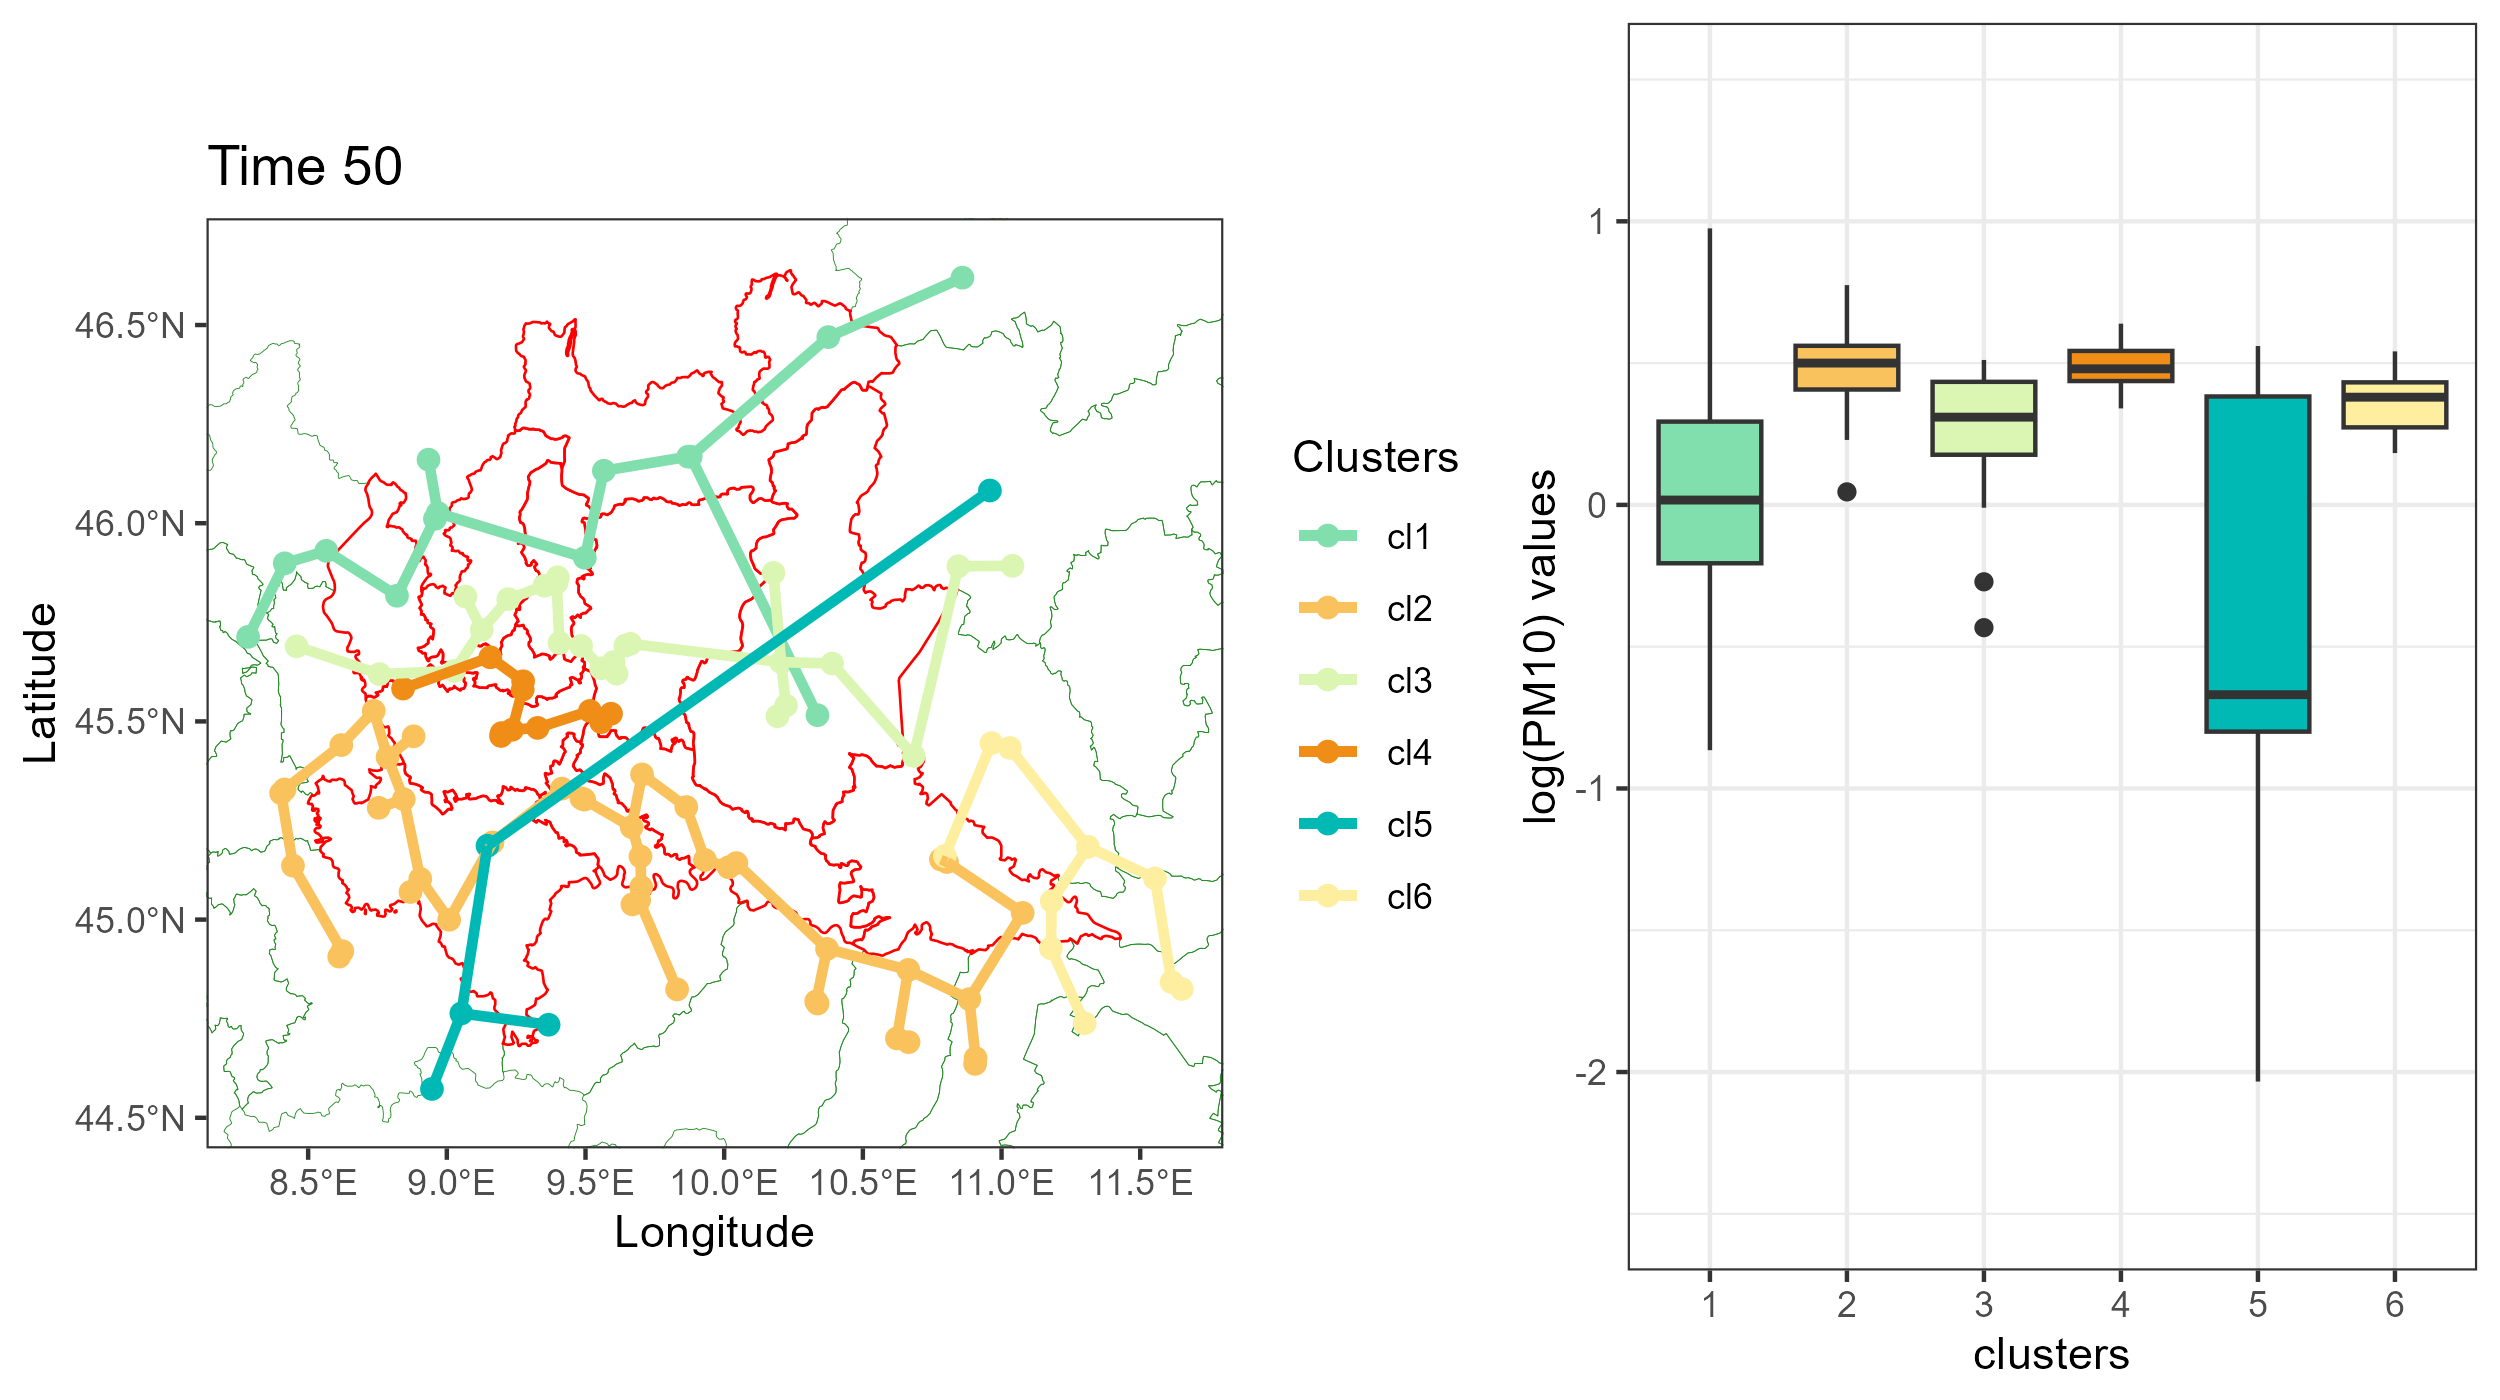 Time 50
46.5°N
46.0°N
45.5°N
45.0°N
44.5°N
Latitude
8.5°E 9.0°E 9.5°E 10.0°E 10.5°E 11.0°E 11.5°E
Longitude
Clusters
cl1
cl2
cl3
cl4
cl5
cl6
1
0
-1
-2
log(PM10) values
1 2 3 4 5 6
clusters